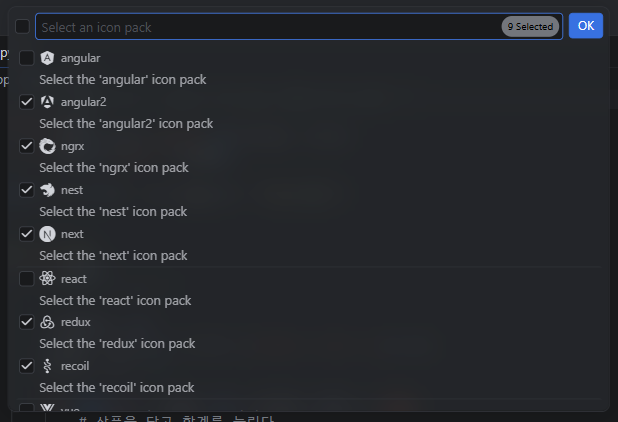 Select an icon pack
9 Selected
OK
angular
Select the 'angular' icon pack
angular2
Select the 'angular2' icon pack
ngrx
Select the 'ngrx' icon pack
nest
Select the 'nest' icon pack
next
Select the 'next' icon pack
react
Select the 'react' icon pack
redux
Select the 'redux' icon pack
recoil
Select the 'recoil' icon pack